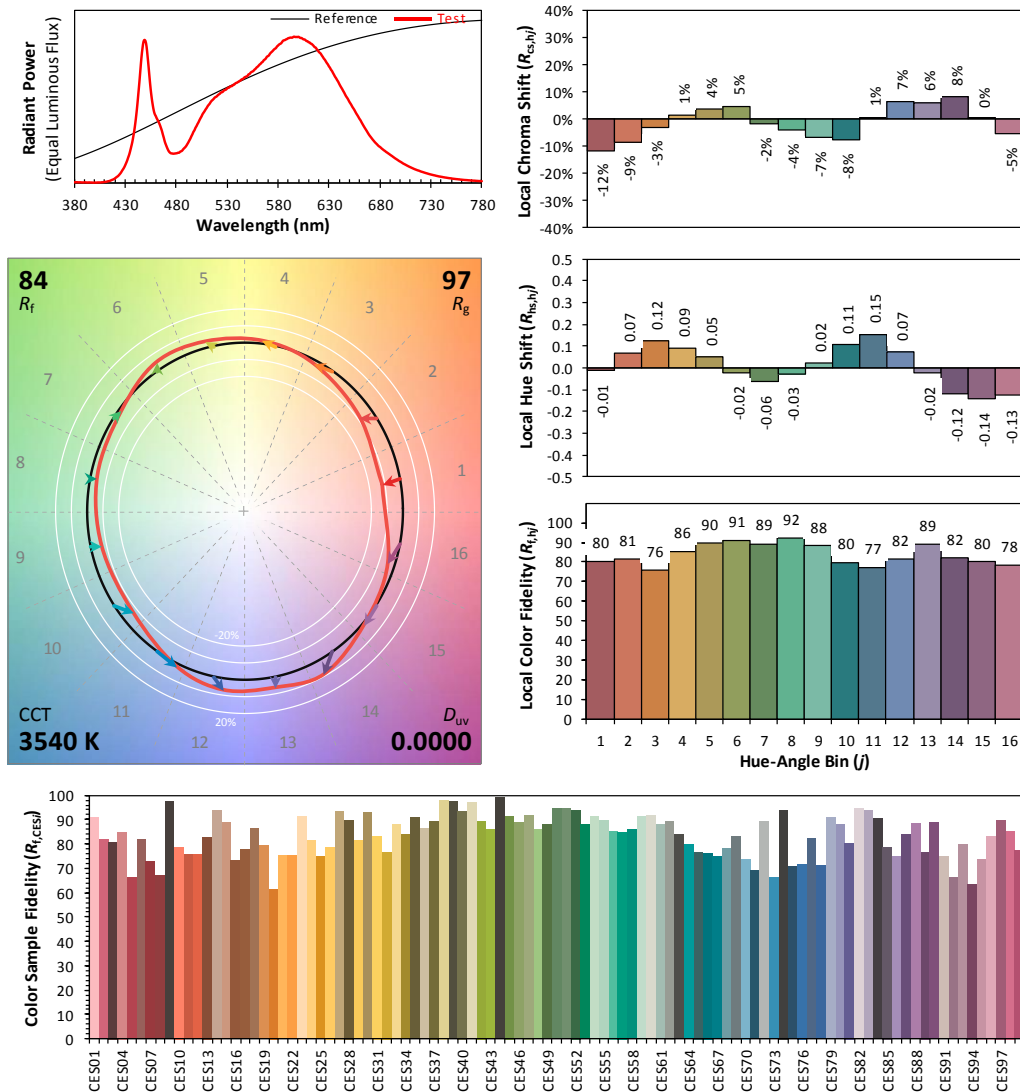 Reference
Test
Radiant Power
(Equal Luminous Flux)
380 430 480 530 580 630 680 730 780
Wavelength (nm)
Local Chroma Shift (Rcs,hj)
40%
30%
20%
10%
0%
-10%
-20%
-30%
-40%
-12% -9% -3% 1% 4% 5% -2% -4% -7% -8% 1% 7% 6% 8% 0% -5%
84
Rf
97
Rg
5 4
6 3
7 2
8 1
9 16
10 15
11 14
12 13
-20%
20%
CCT
3540 K
Duv
0.0000
Local Hue Shift (Rhs,hj)
0.5
0.4
0.3
0.2
0.1
0.0
-0.1
-0.2
-0.3
-0.4
-0.5
-0.01 0.07 0.12 0.09 0.05 -0.02 -0.06 -0.03 0.02 0.11 0.15 0.07 -0.02 -0.12 -0.14 -0.13
Local Color Fidelity (Rf,hj)
100
90
80
70
60
50
40
30
20
10
0
80 81 76 86 90 91 89 92 88 80 77 82 89 82 80 78
1 2 3 4 5 6 7 8 9 10 11 12 13 14 15 16
Hue-Angle Bin (j)
Color Sample Fidelity (Rf,CESi)
100
90
80
70
60
50
40
30
20
10
0
CES01 CES04 CES07 CES10 CES13 CES16 CES19 CES22 CES25 CES28 CES31 CES34 CES37 CES40 CES43 CES46 CES49 CES52 CES55 CES58 CES61 CES64 CES67 CES70 CES73 CES76 CES79 CES82 CES85 CES88 CES91 CES94 CES97